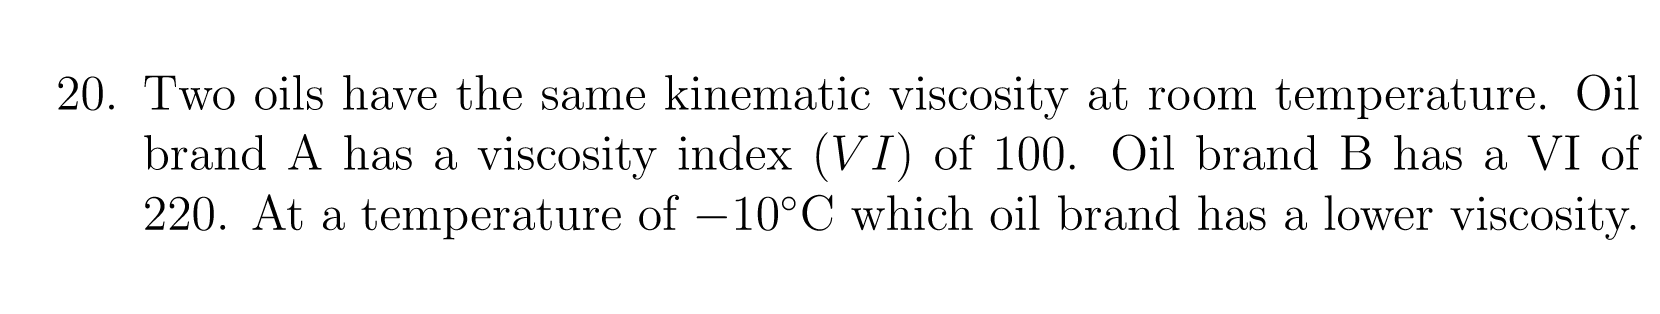 20. Two oils have the same kinematic viscosity at room temperature. Oil
brand A has a viscosity index (VI) of 100. Oil brand B has a VI of
220. At a temperature of −10°C which oil brand has a lower viscosity.